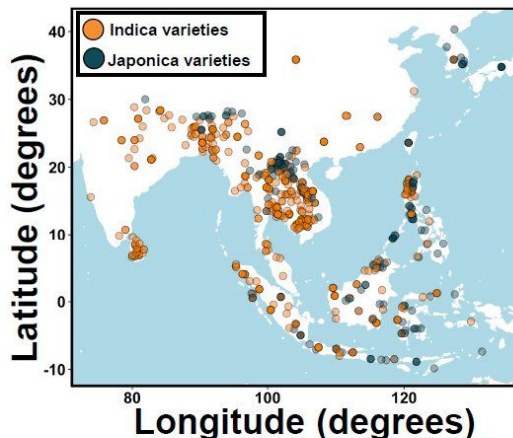 Indica varieties
Japonica varieties
Latitude (degrees)
40
30
20
10
0
-10
80
100
120
Longitude (degrees)